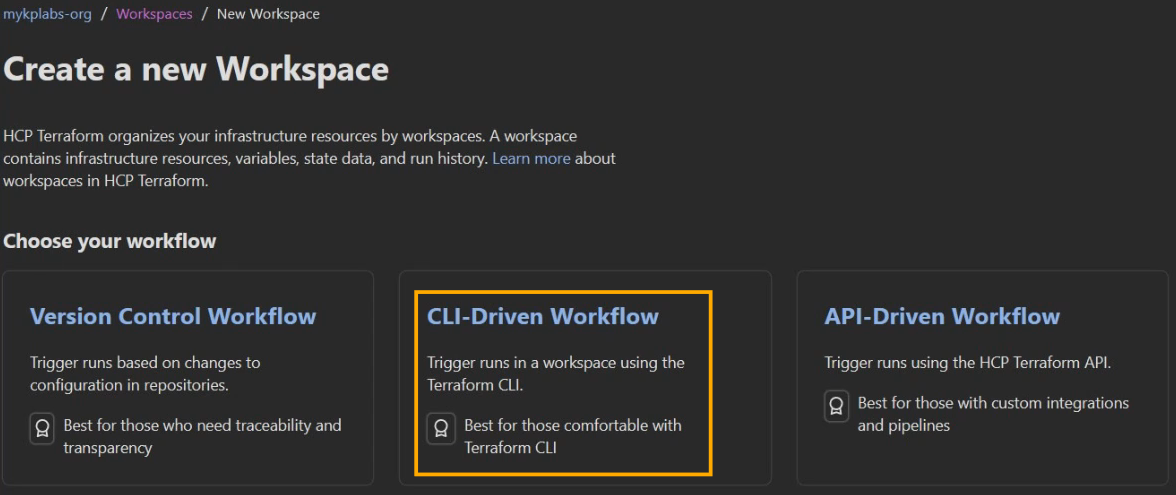 mykplabs-org / Workspaces / New Workspace
Create a new Workspace
HCP Terraform organizes your infrastructure resources by workspaces. A workspace
contains infrastructure resources, variables, state data, and run history. Learn more about
workspaces in HCP Terraform.
Choose your workflow
Version Control Workflow
Trigger runs based on changes to
configuration in repositories.
Best for those who need traceability and
transparency
CLI-Driven Workflow
Trigger runs in a workspace using the
Terraform CLI.
Best for those comfortable with
Terraform CLI
API-Driven Workflow
Trigger runs using the HCP Terraform API.
Best for those with custom integrations
and pipelines